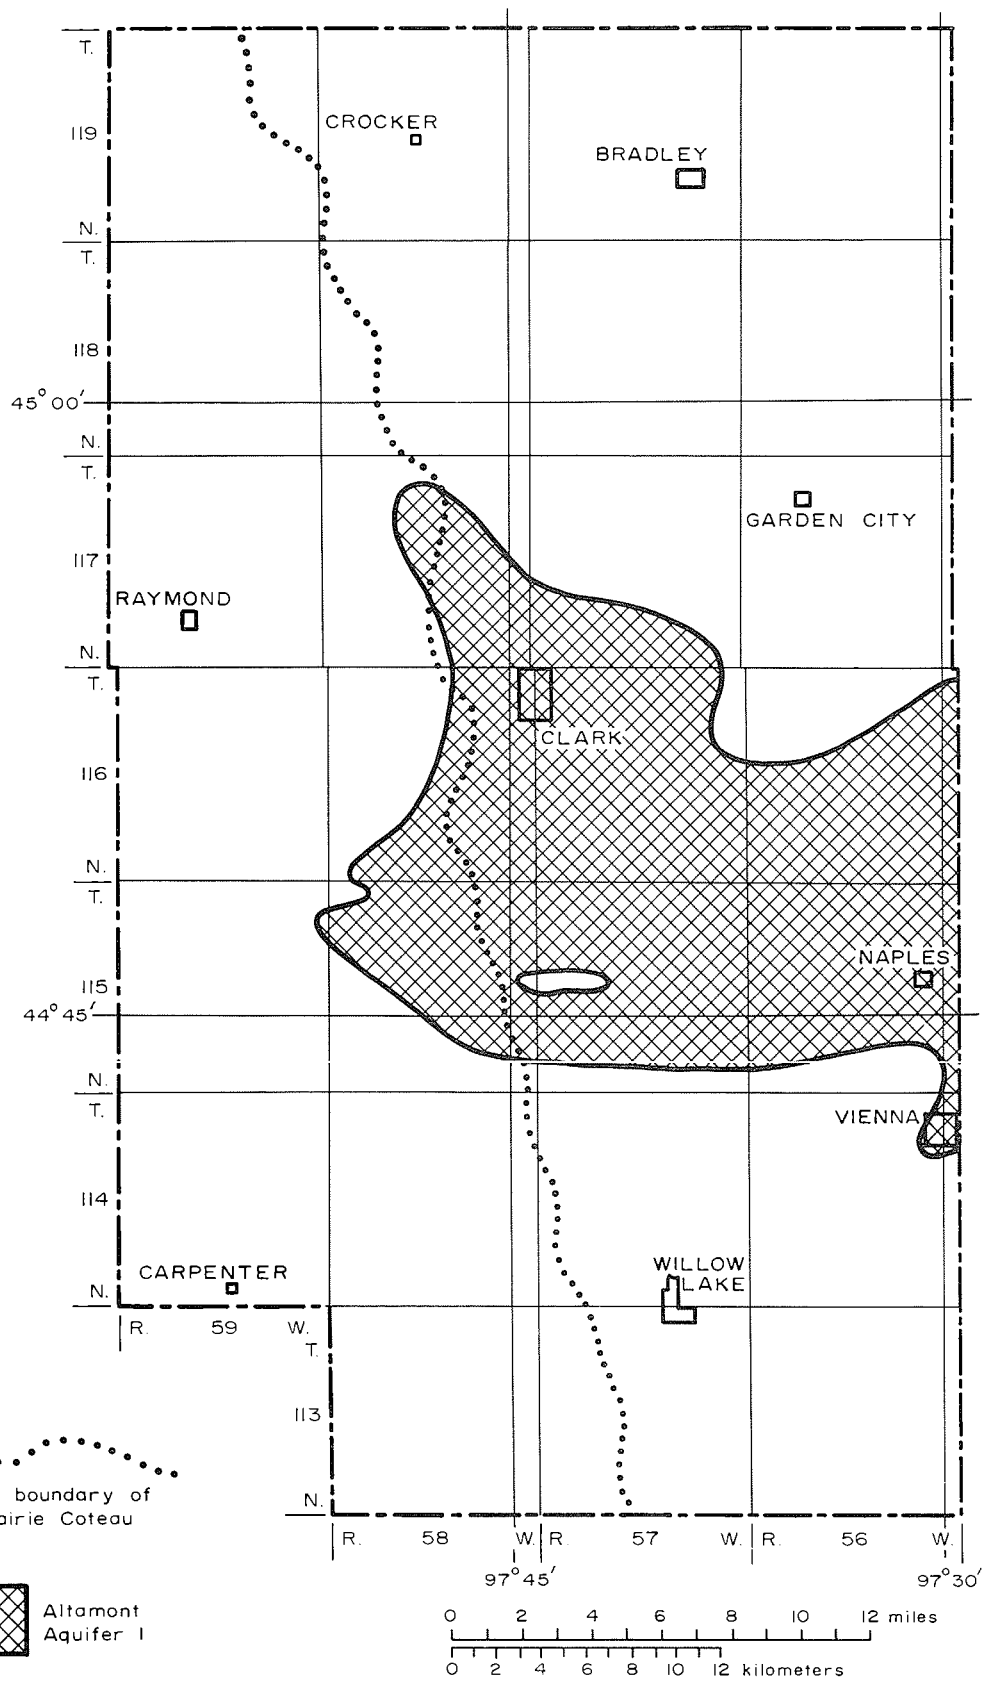 T.
CROCKER
119
BRADLEY
N.
T.
118
45° 00'
N.
T.
GARDEN CITY
117
RAYMOND
N.
T.
CLARK
116
N.
T.
NAPLES
115
44° 45'
N.
T.
VIENNA
114
WILLOW
LAKE
CARPENTER
N.
R. 59 W.
T.
113
boundary of
airie Coteau
N.
R. 58 W. R. 57 W. R. 56 W.
97° 45' 97° 30'
Altamont
Aquifer 1
0 2 4 6 8 10 12 miles
0 2 4 6 8 10 12 kilometers